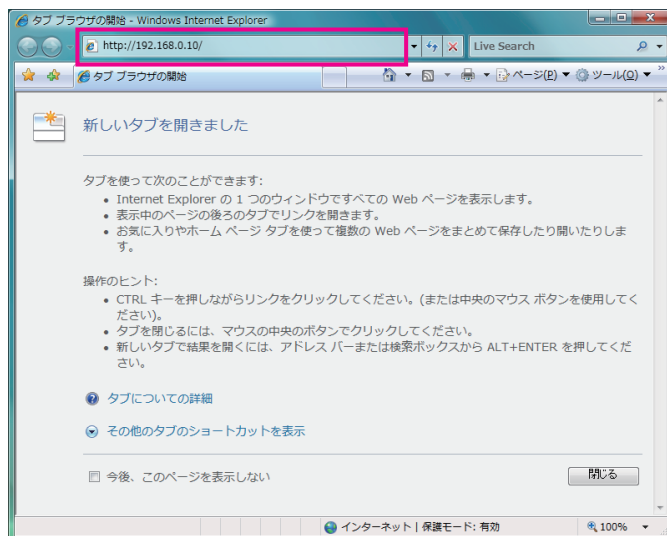 タブ ブラウザの開始 - Windows Internet Explorer
http://192.168.0.10/
Live Search
タブ ブラウザの開始
ページ(P)
ツール(O)
新しいタブを開きました
タブを使って次のことができます:
• Internet Explorer の 1 つのウィンドウですべての Web ページを表示します。
• 表示中のページの後ろのタブでリンクを開きます。
• お気に入りやホーム ページ タブを使って複数の Web ページをまとめて保存したり開いたりしま
す。
操作のヒント:
• CTRL キーを押しながらリンクをクリックしてください。(または中央のマウス ボタンを使用してく
ださい)。
• タブを閉じるには、マウスの中央のボタンでクリックしてください。
• 新しいタブで結果を開くには、アドレス バーまたは検索ボックスから ALT+ENTER を押してくだ
さい。
タブについての詳細
その他のタブのショートカットを表示
今後、このページを表示しない
閉じる
インターネット | 保護モード: 有効
100%